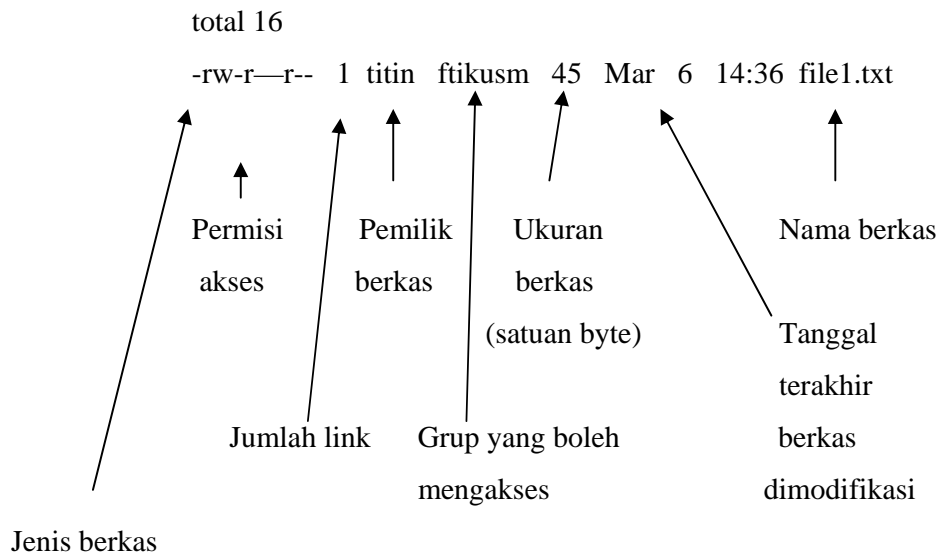 total 16
-rw-r—r-- 1 titin ftikusm 45 Mar 6 14:36 file1.txt
Permisi Pemilik Ukuran Nama berkas
akses berkas berkas
(satuan byte) Tanggal
terakhir
Jumlah link Grup yang boleh berkas
mengakses dimodifikasi
Jenis berkas